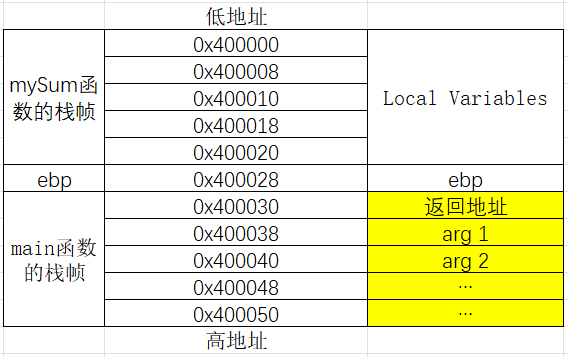 低地址
mySum函
数的栈帧
0x400000
0x400008
0x400010
0x400018
0x400020
Local Variables
ebp
0x400028
ebp
main函数
的栈帧
0x400030
返回地址
0x400038
arg 1
0x400040
arg 2
0x400048
…
0x400050
…
高地址